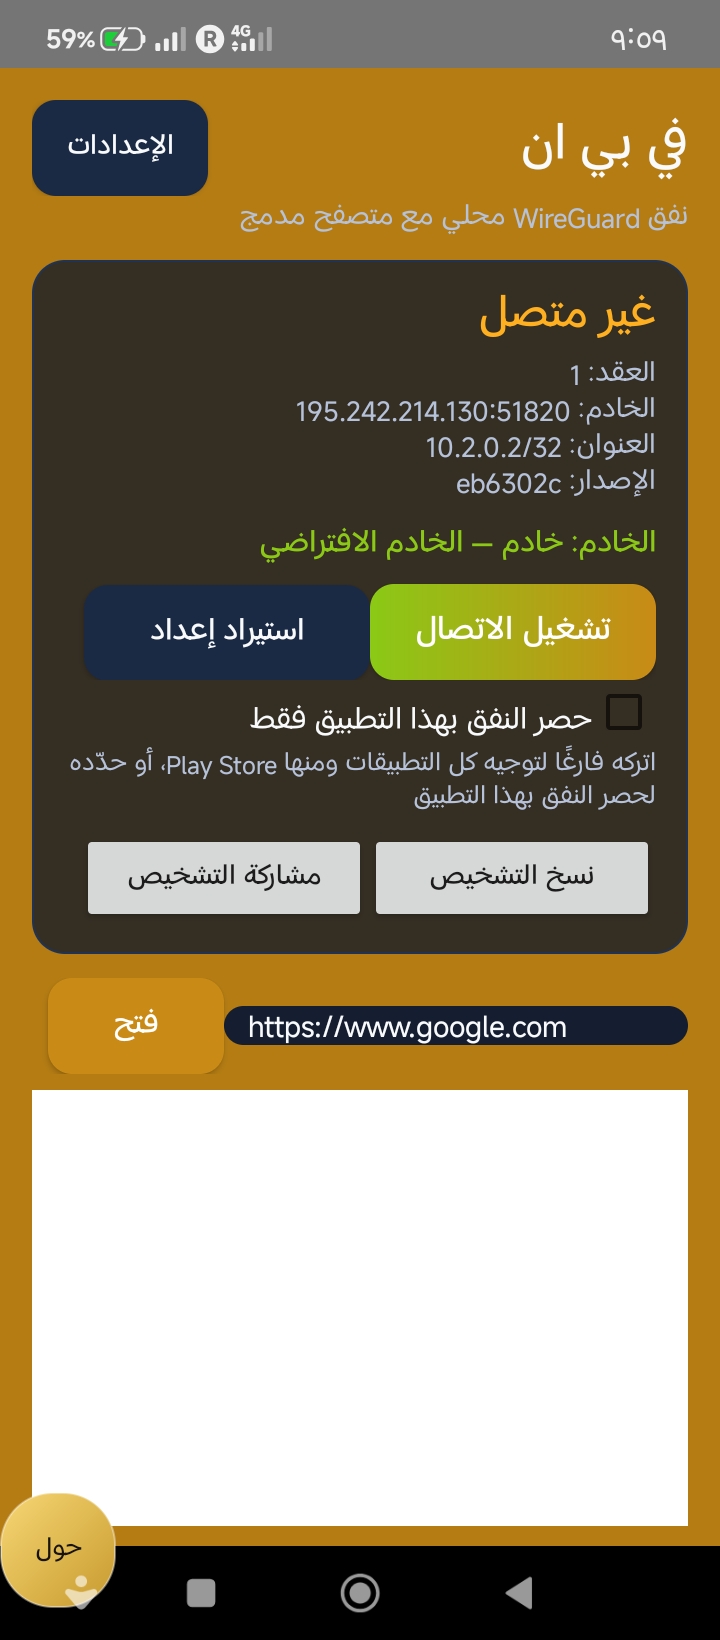 59%
R
4G
٩:٥٩
في بي ان
الإعدادات
نفق WireGuard محلي مع متصفح مدمج
غير متصل
العقد: 1
الخادم: 195.242.214.130:51820
العنوان: 10.2.0.2/32
الإصدار: eb6302c
الخادم: خادم — الخادم الافتراضي
تشغيل الاتصال
استيراد إعداد
حصر النفق بهذا التطبيق فقط
اتركه فارغًا لتوجيه كل التطبيقات ومنها Play Store، أو حدّده
لحصر النفق بهذا التطبيق
نسخ التشخيص
مشاركة التشخيص
https://www.google.com
فتح
حول